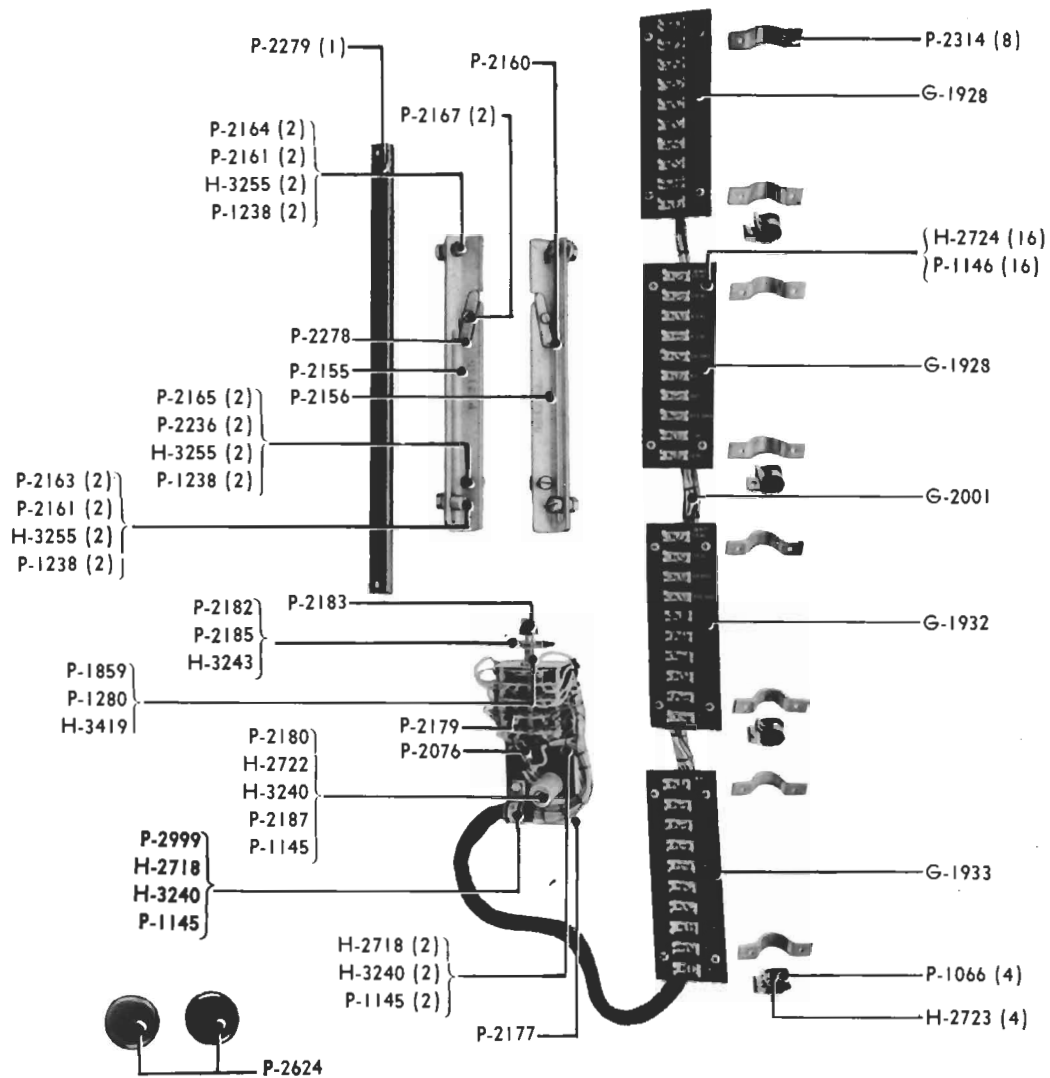 P-2279 (1)
P-2160
P-2167 (2)
P-2164 (2)
P-2161 (2)
H-3255 (2)
P-1238 (2)
P-2278
P-2155
P-2156
P-2165 (2)
P-2236 (2)
H-3255 (2)
P-1238 (2)
P-2163 (2)
P-2161 (2)
H-3255 (2)
P-1238 (2)
P-2183
P-2182
P-2185
H-3243
P-1859
P-1280
H-3419
P-2179
P-2076
P-2180
H-2722
H-3240
P-2187
P-1145
P-2999
H-2718
H-3240
P-1145
H-2718 (2)
H-3240 (2)
P-1145 (2)
P-2177
P-2624
P-2314 (8)
G-1928
H-2724 (16)
P-1146 (16)
G-1928
G-2001
G-1932
G-1933
P-1066 (4)
H-2723 (4)